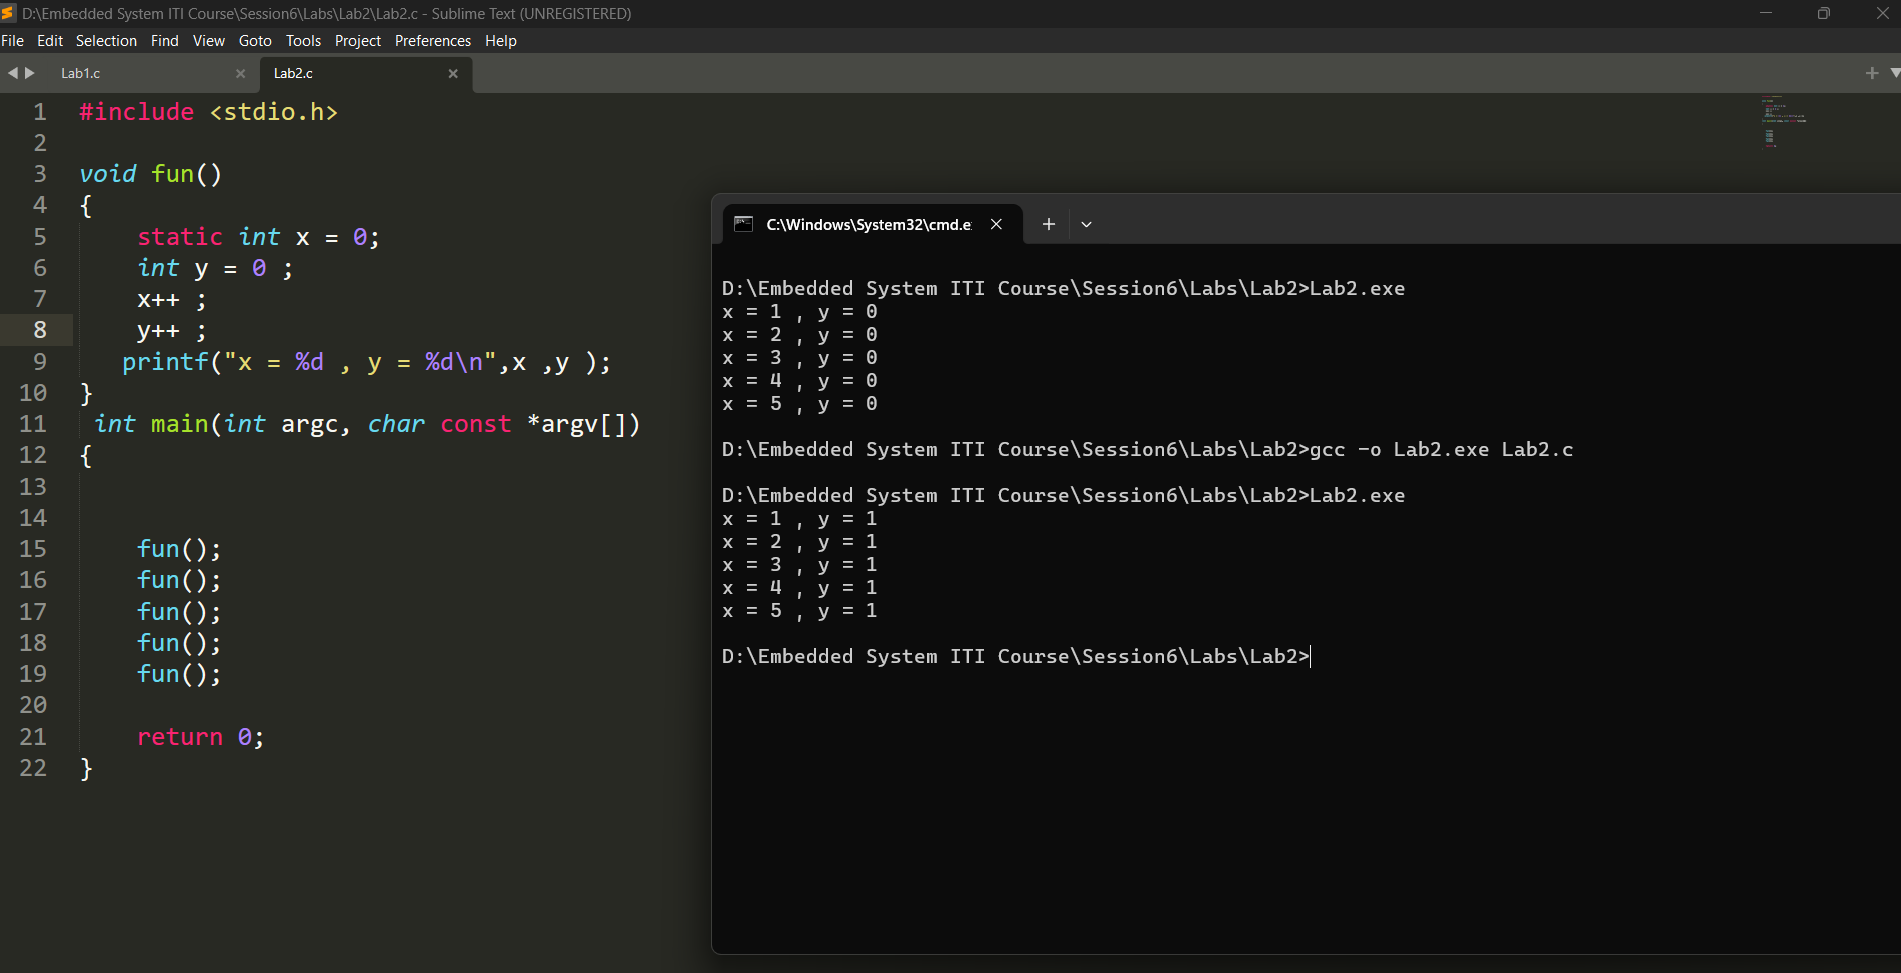 D:\Embedded System ITI Course\Session6\Labs\Lab2\Lab2.c - Sublime Text (UNREGISTERED)
File Edit Selection Find View Goto Tools Project Preferences Help
Lab1.c Lab2.c
1 #include <stdio.h>
2
3 void fun()
4 {
5 static int x = 0;
6 int y = 0 ;
7 x++ ;
8 y++ ;
9 printf("x = %d , y = %d\n",x ,y );
10 }
11 int main(int argc, char const *argv[])
12 {
13
14
15 fun();
16 fun();
17 fun();
18 fun();
19 fun();
20
21 return 0;
22 }
C:\Windows\System32\cmd.e
D:\Embedded System ITI Course\Session6\Labs\Lab2>Lab2.exe
x = 1 , y = 0
x = 2 , y = 0
x = 3 , y = 0
x = 4 , y = 0
x = 5 , y = 0
D:\Embedded System ITI Course\Session6\Labs\Lab2>gcc -o Lab2.exe Lab2.c
D:\Embedded System ITI Course\Session6\Labs\Lab2>Lab2.exe
x = 1 , y = 1
x = 2 , y = 1
x = 3 , y = 1
x = 4 , y = 1
x = 5 , y = 1
D:\Embedded System ITI Course\Session6\Labs\Lab2>